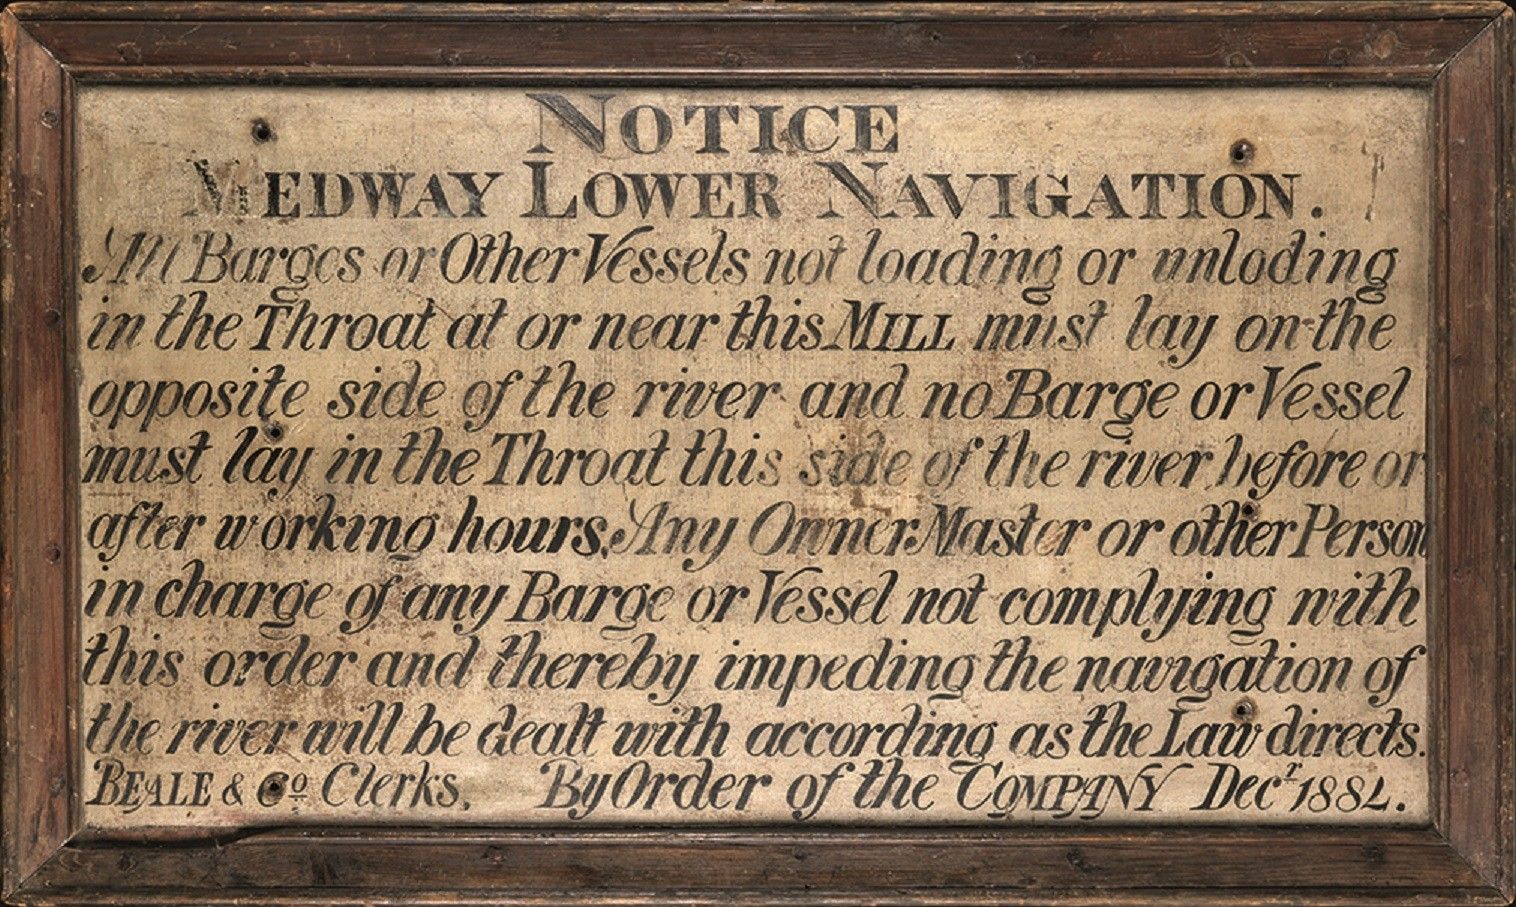 NOTICE
MEDWAY LOWER NAVIGATION.
All Barges or Other Vessels not loading or unloding
in the Throat at or near this MILL must lay on the
opposite side of the river and no Barge or Vessel
must lay in the Throat this side of the river before or
after working hours. Any Owner Master or other Person
in charge of any Barge or Vessel not complying with
this order and thereby impeding the navigation of
the river will be dealt with according as the Law directs.
BEALE & Co Clerks. By Order of the COMPANY Decr 1884.